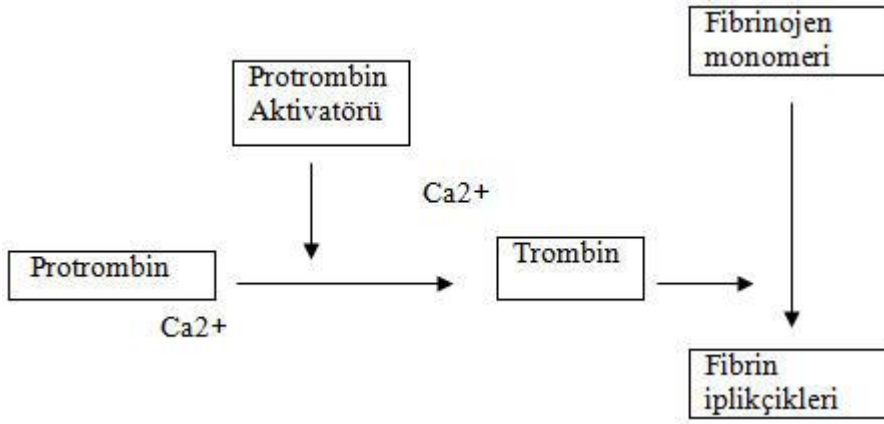 Fibrinojen
monomeri
Protrombin
Aktivatörü
Ca2+
Protrombin
Trombin
Ca2+
Fibrin
iplikçikleri